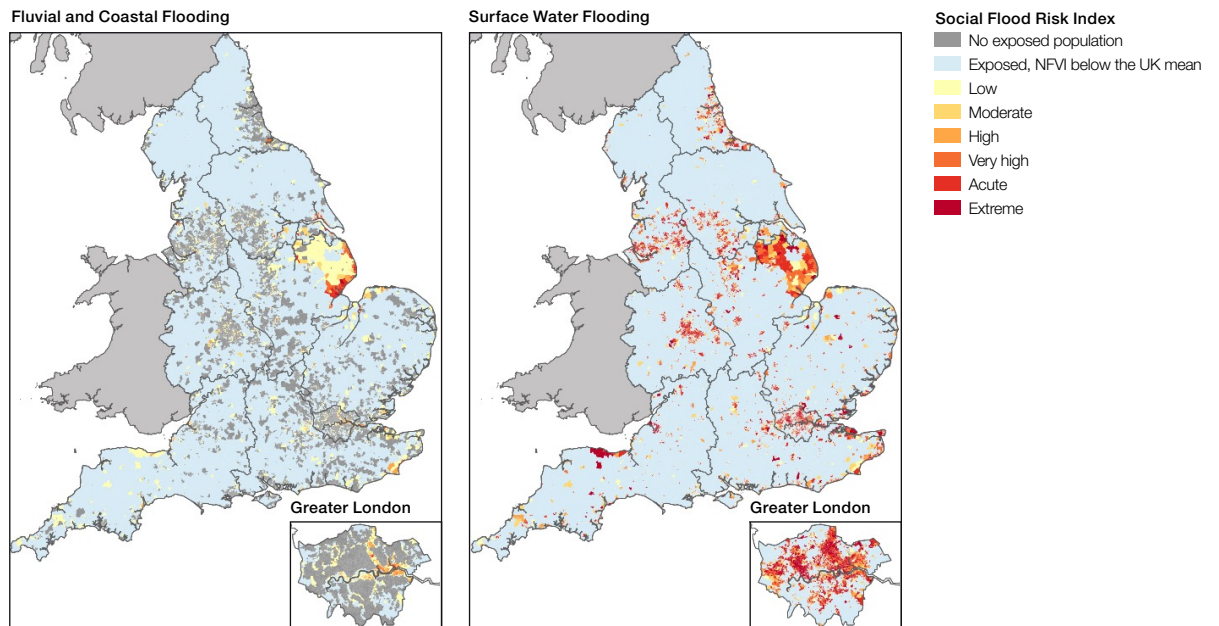 Fluvial and Coastal Flooding
Surface Water Flooding
Social Flood Risk Index
No exposed population
Exposed, NFVI below the UK mean
Low
Moderate
High
Very high
Acute
Extreme
Greater London
Greater London